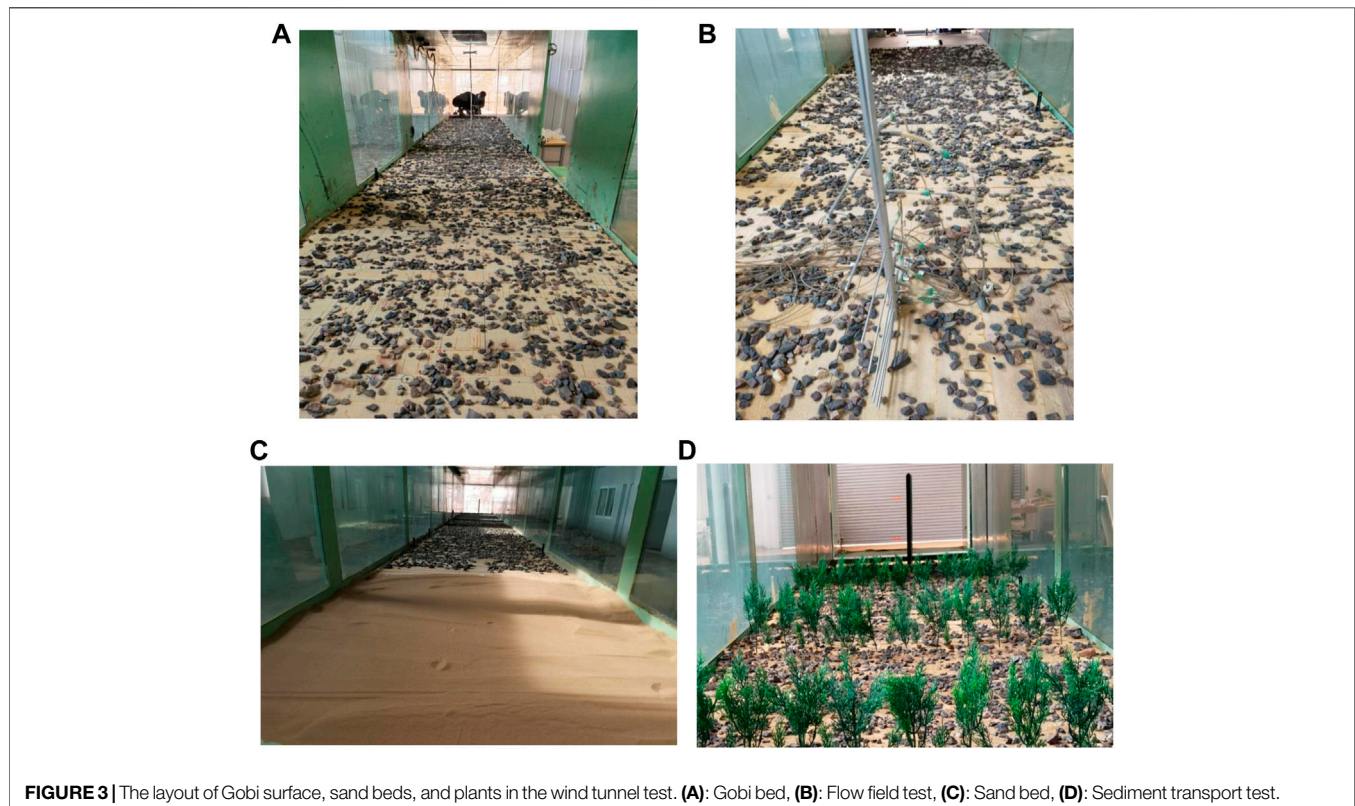 A
B
C
D
FIGURE 3 | The layout of Gobi surface, sand beds, and plants in the wind tunnel test. (A): Gobi bed, (B): Flow field test, (C): Sand bed, (D): Sediment transport test.